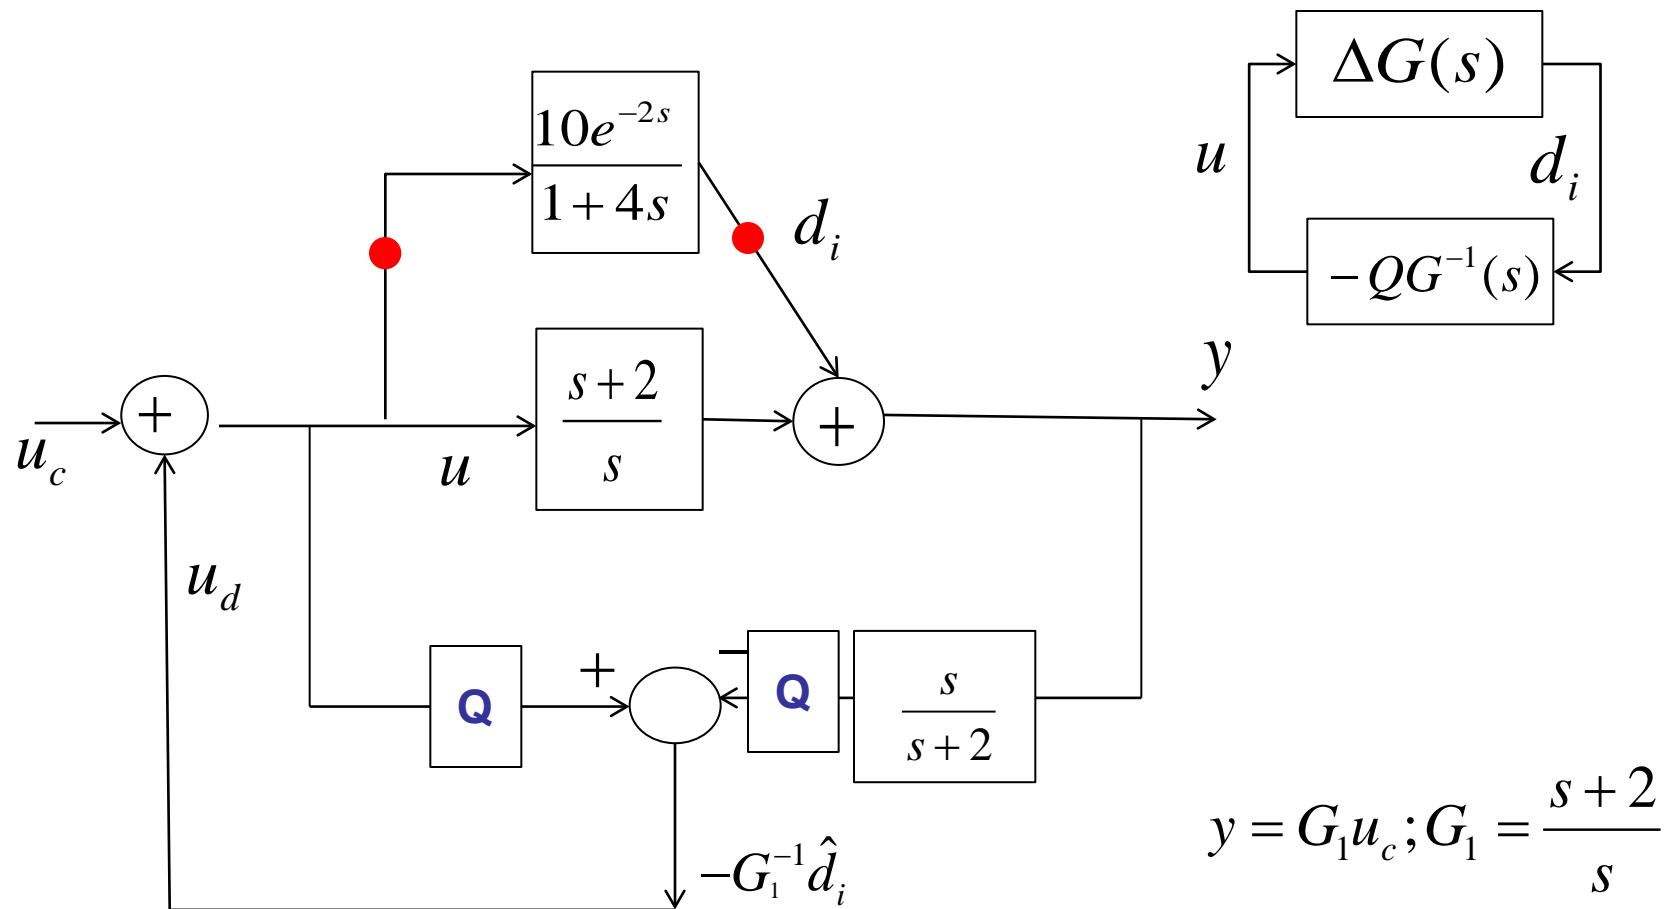 ΔG(s)
10e^{-2s}
1+4s
u
d_i
d_i
−QG^{-1}(s)
y
s+2
s
+
+
u_c
u
u_d
+
−
Q
Q
s
s+2
y = G_1 u_c ; G_1 = \frac{s+2}{s}
−G_1^{-1} \hat{d}_i